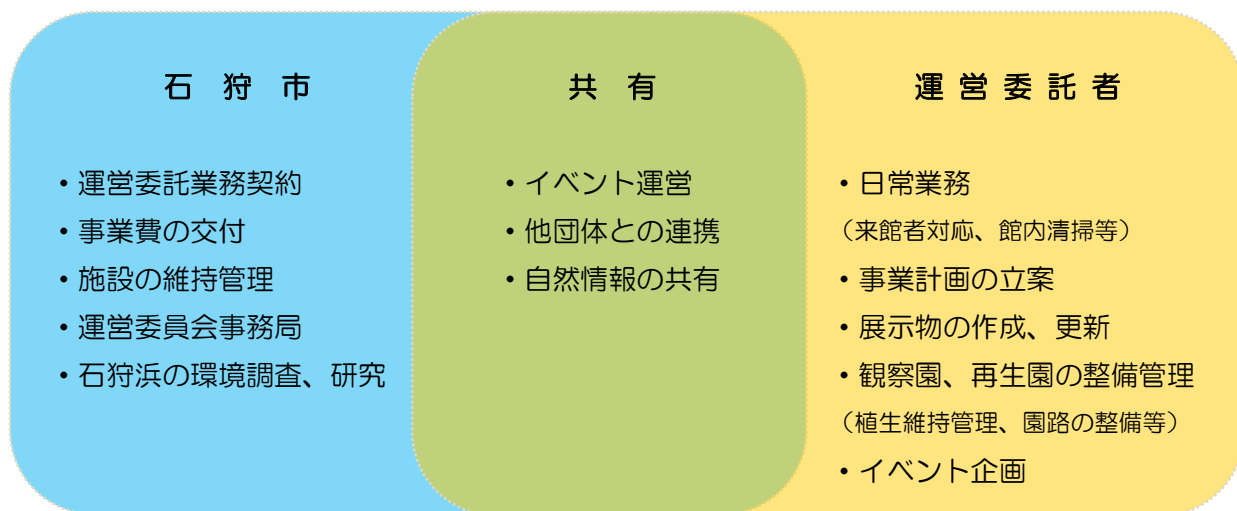 石狩市
・運営委託業務契約
・事業費の交付
・施設の維持管理
・運営委員会事務局
・石狩浜の環境調査、研究
共有
・イベント運営
・他団体との連携
・自然情報の共有
運営委託者
・日常業務
（来館者対応、館内清掃等）
・事業計画の立案
・展示物の作成、更新
・観察園、再生園の整備管理
（植生維持管理、園路の整備等）
・イベント企画